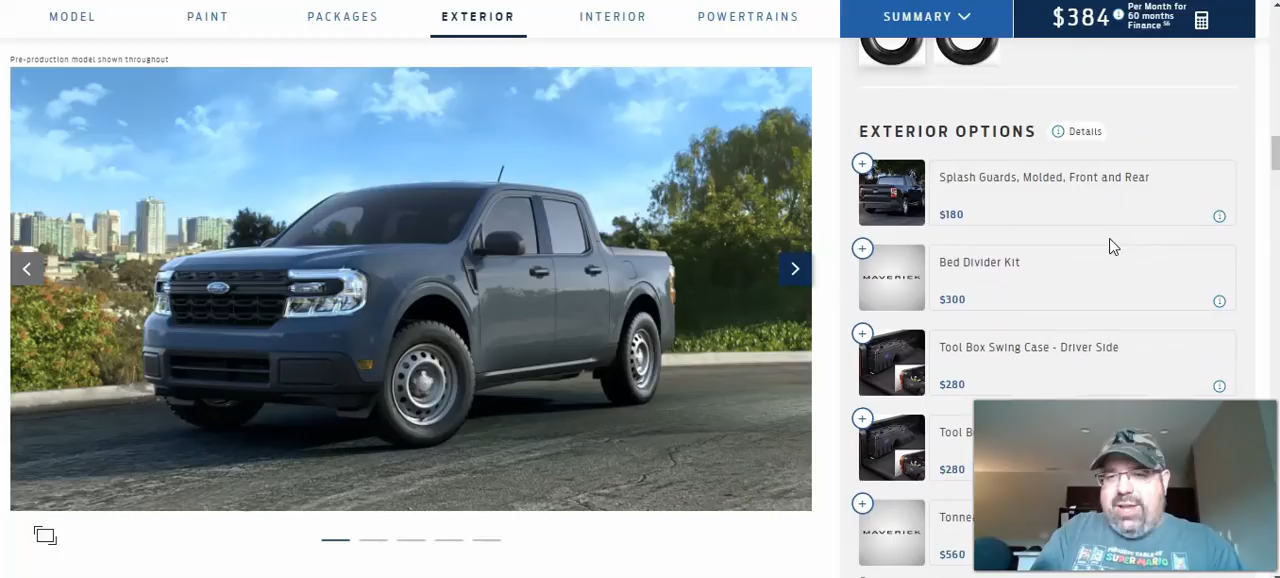 MODEL
PAINT
PACKAGES
EXTERIOR
INTERIOR
POWERTRAINS
SUMMARY
$384
Per Month for
60 months
Finance
Pre-production model shown throughout
EXTERIOR OPTIONS
Details
Splash Guards, Molded, Front and Rear
$180
MAVERICK
Bed Divider Kit
$300
Tool Box Swing Case - Driver Side
$280
Tool B
$280
MAVERICK
Tonne
$560
SUPER MARIO